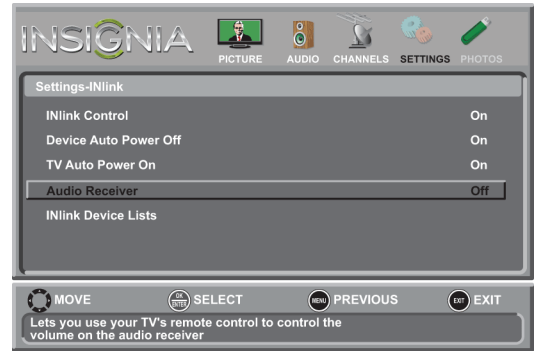 INSIGNIA
PICTURE AUDIO CHANNELS SETTINGS PHOTOS
Settings-INlink
INlink Control On
Device Auto Power Off On
TV Auto Power On On
Audio Receiver Off
INlink Device Lists
MOVE OK ENTER SELECT MENU PREVIOUS EXIT EXIT
Lets you use your TV's remote control to control the
volume on the audio receiver